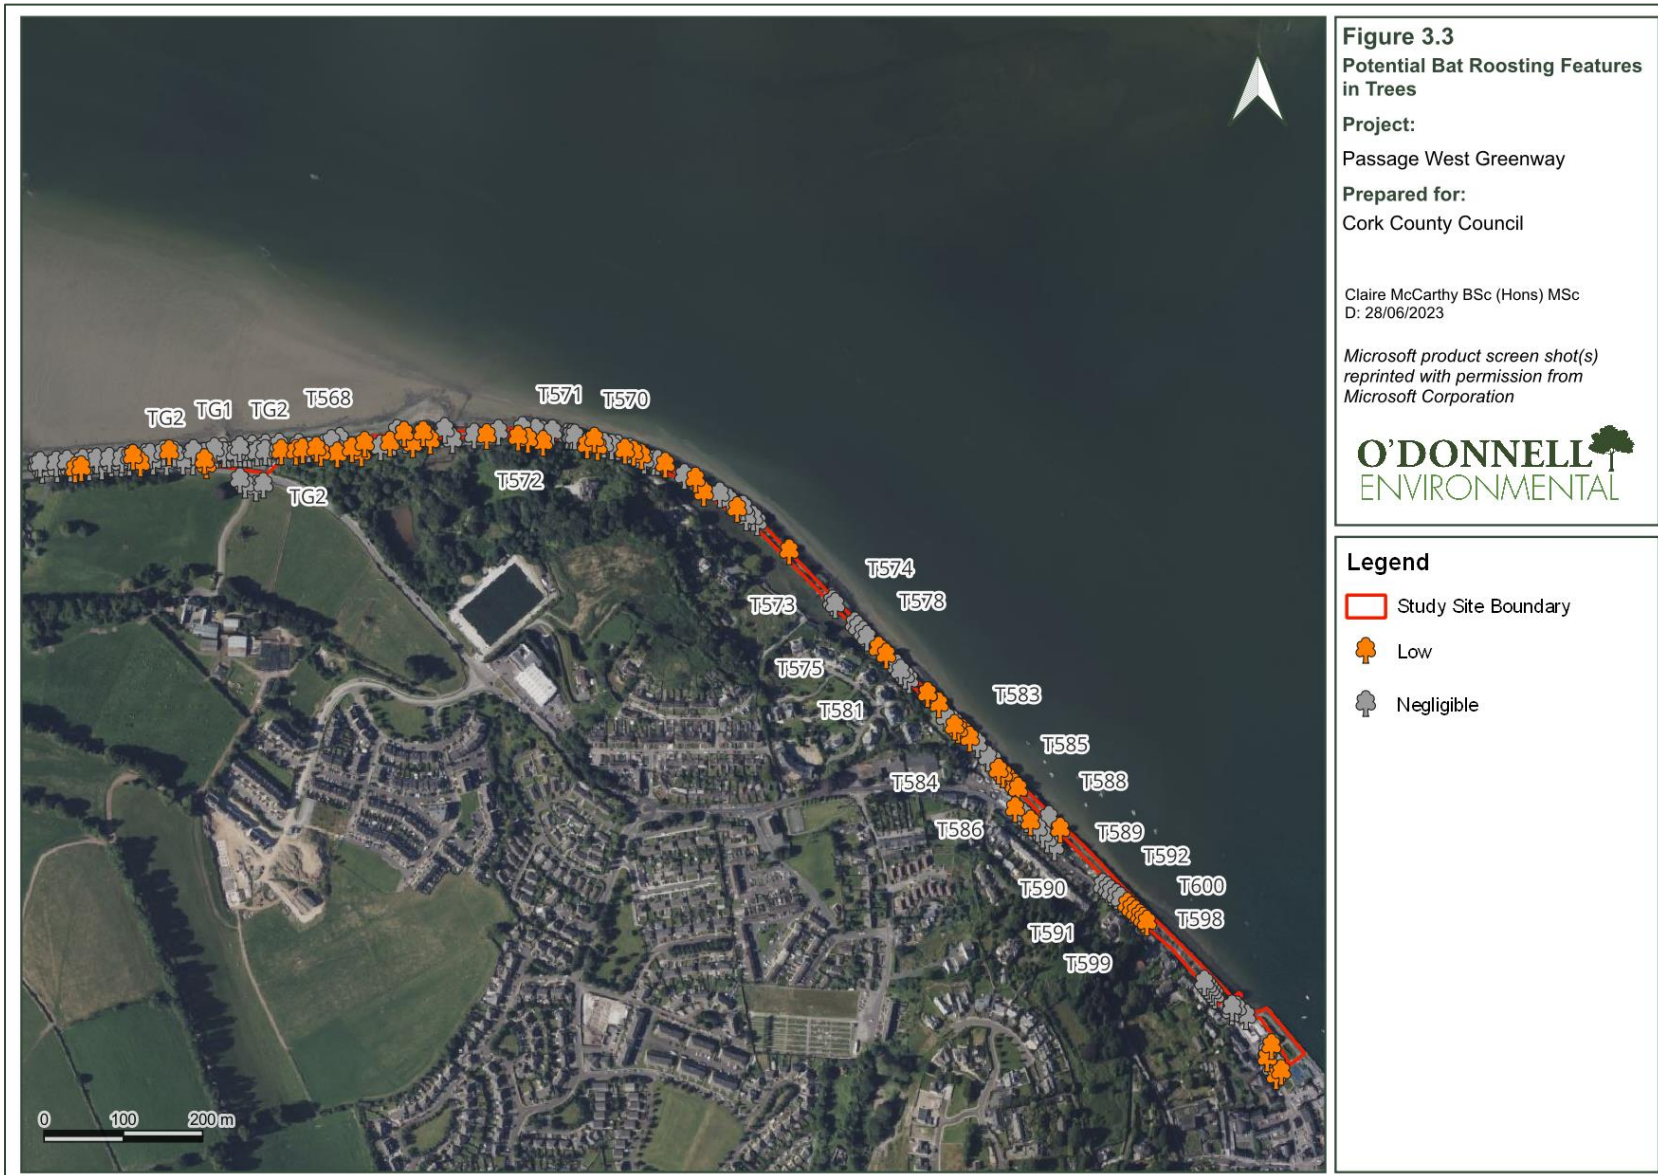 Figure 3.3
Potential Bat Roosting Features
in Trees
Project:
Passage West Greenway
Prepared for:
Cork County Council
Claire McCarthy BSc (Hons) MSc
D: 28/06/2023
Microsoft product screen shot(s)
reprinted with permission from
Microsoft Corporation
O'DONNELL
ENVIRONMENTAL
Legend
Study Site Boundary
Low
Negligible
TG2
TG1
TG2
T568
T571
T570
T572
TG2
T574
T578
T573
T575
T581
T583
T585
T584
T588
T586
T589
T592
T590
T600
T598
T591
T599
0 100 200 m